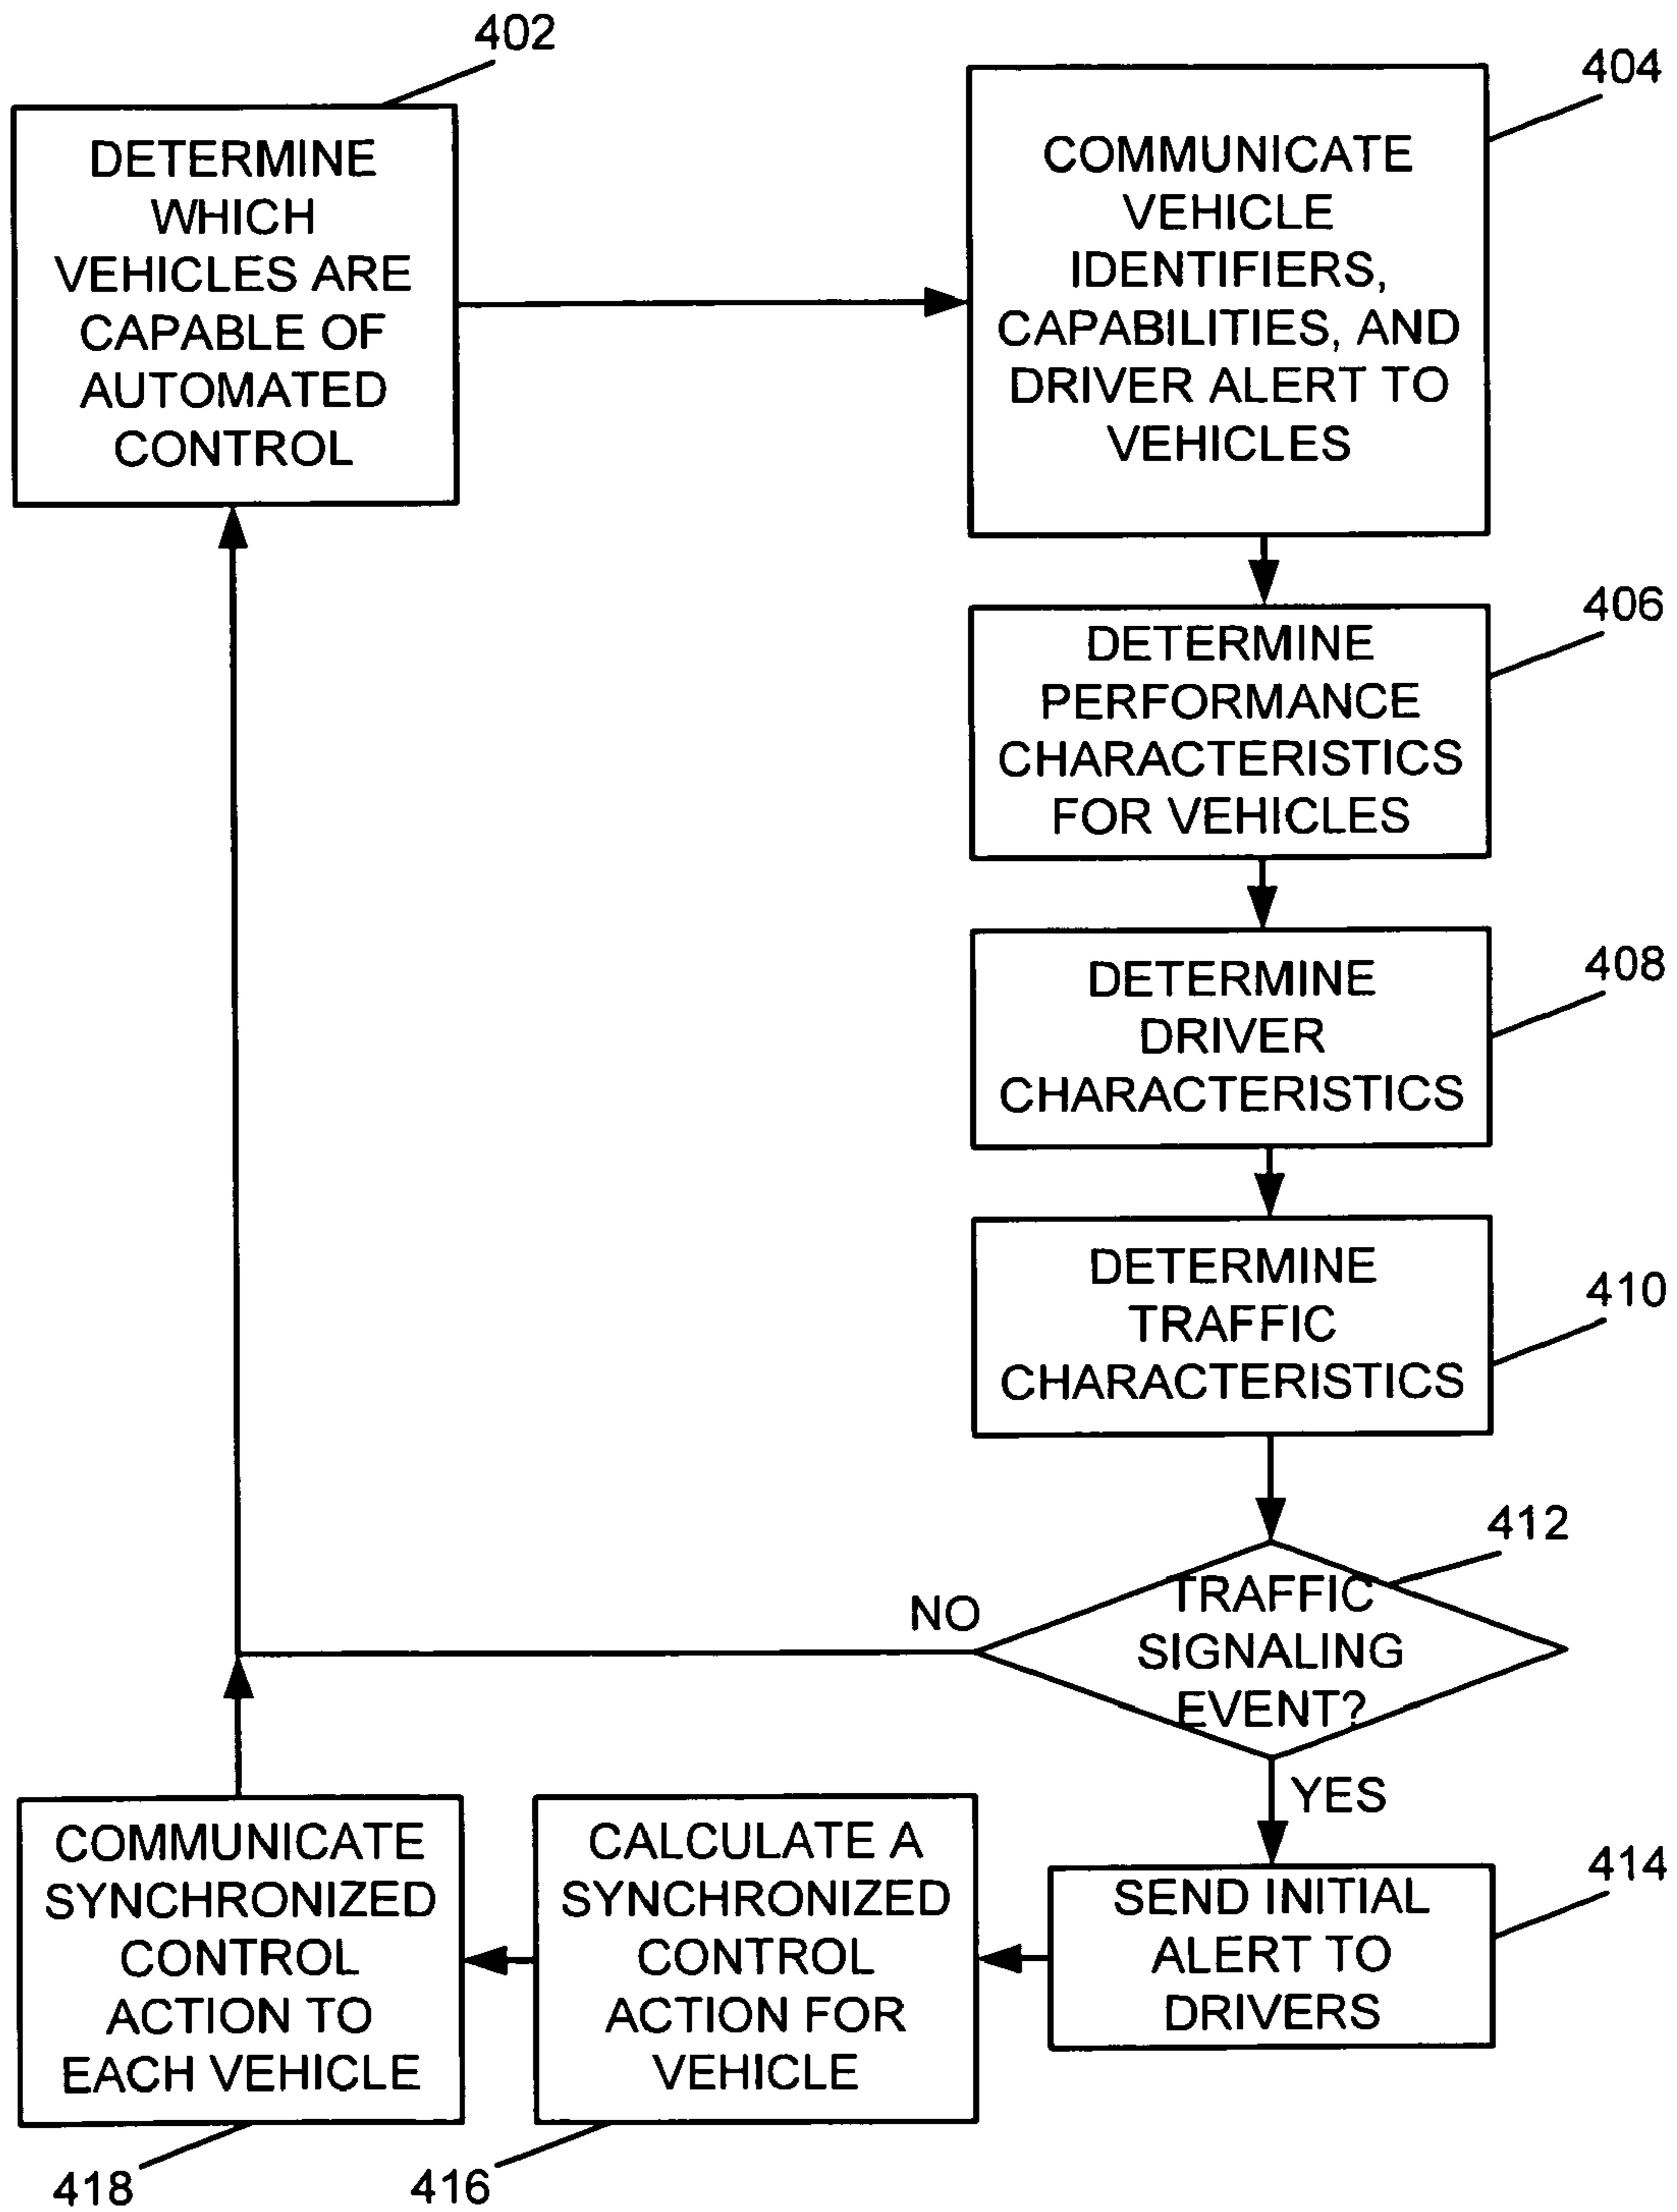 402
DETERMINE
WHICH
VEHICLES ARE
CAPABLE OF
AUTOMATED
CONTROL
404
COMMUNICATE
VEHICLE
IDENTIFIERS,
CAPABILITIES, AND
DRIVER ALERT TO
VEHICLES
406
DETERMINE
PERFORMANCE
CHARACTERISTICS
FOR VEHICLES
408
DETERMINE
DRIVER
CHARACTERISTICS
410
DETERMINE
TRAFFIC
CHARACTERISTICS
412
TRAFFIC
SIGNALING
EVENT?
NO
YES
414
SEND INITIAL
ALERT TO
DRIVERS
CALCULATE A
SYNCHRONIZED
CONTROL
ACTION FOR
VEHICLE
416
COMMUNICATE
SYNCHRONIZED
CONTROL
ACTION TO
EACH VEHICLE
418